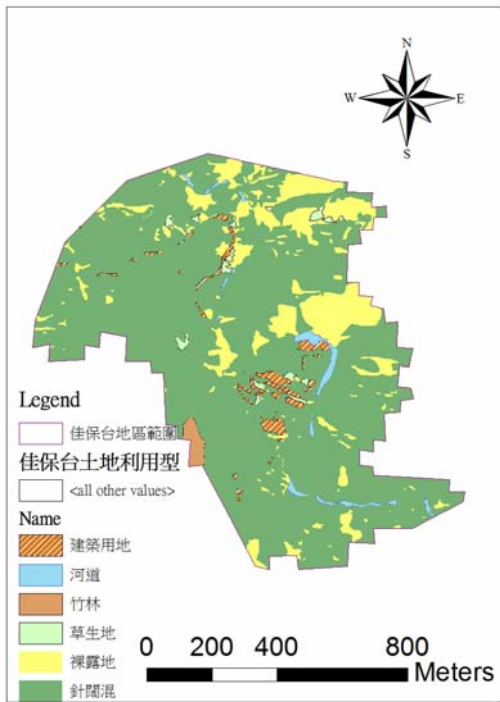 N
W E
S
Legend
佳保台地區範圍
佳保台土地利用型
<all other values>
Name
建築用地
河道
竹林
草生地
裸露地
針闊混
0 200 400 800
Meters